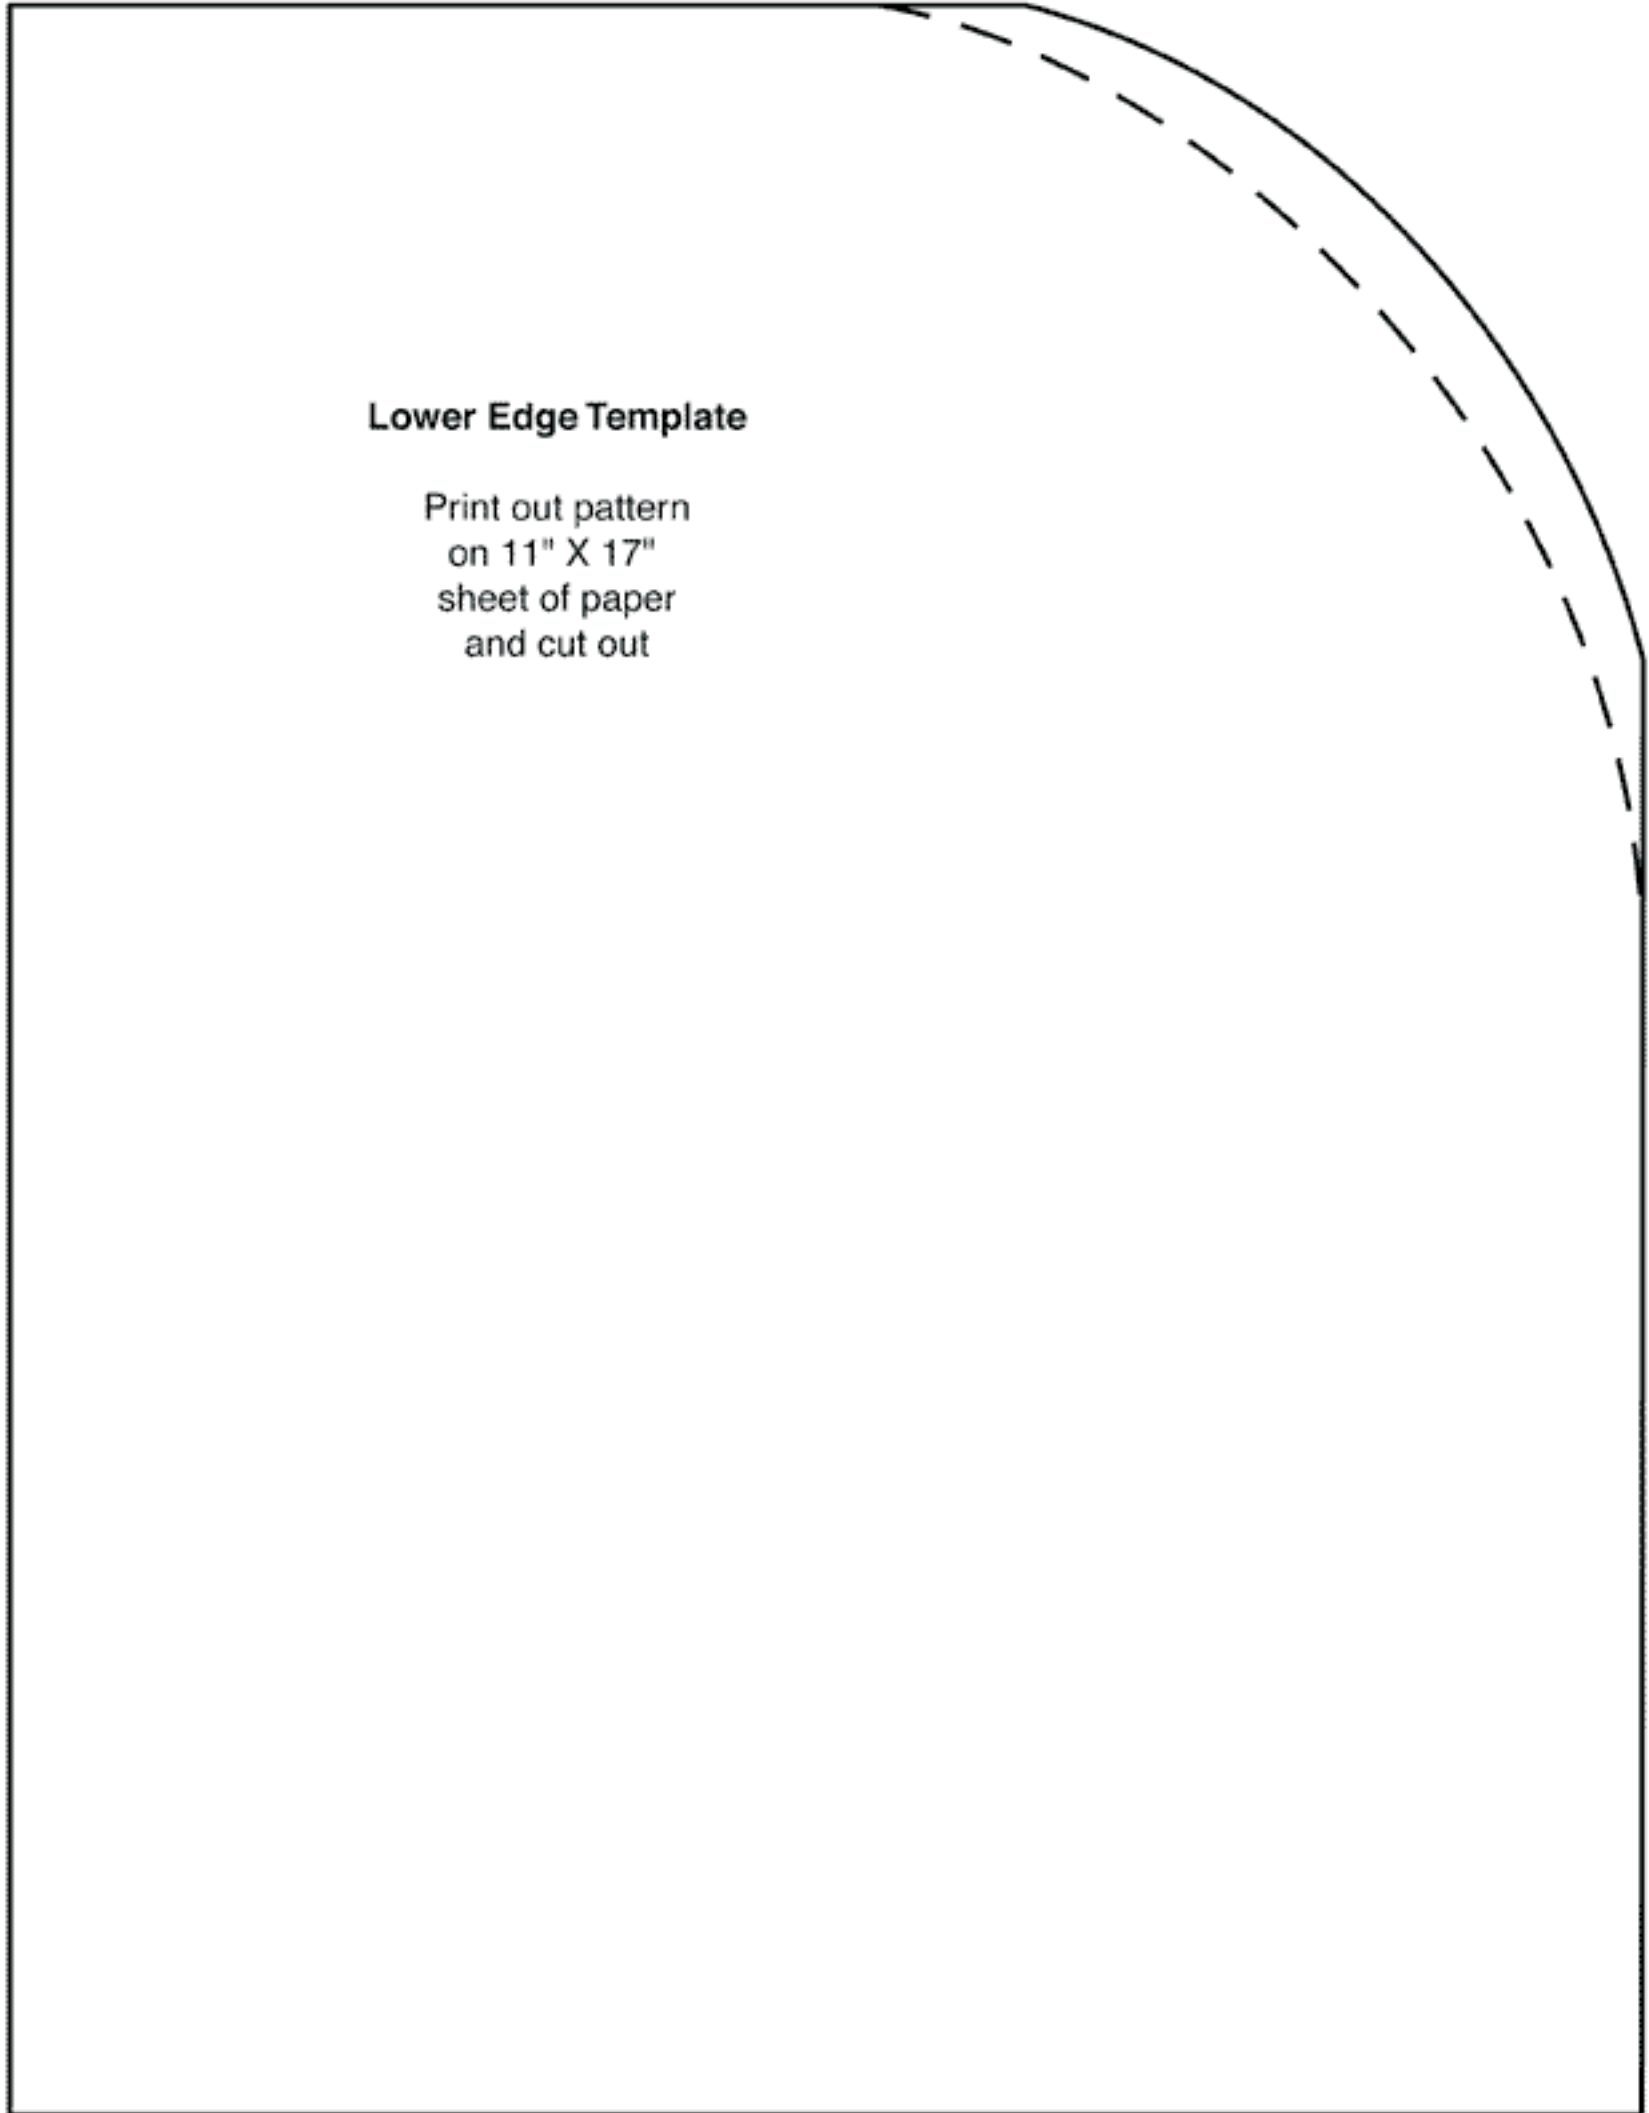 Lower Edge Template
Print out pattern
on 11" X 17"
sheet of paper
and cut out